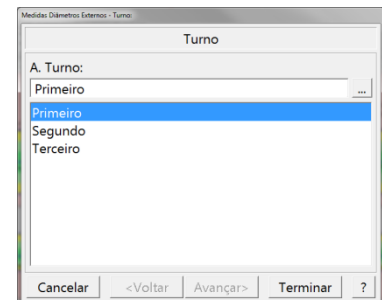 Medidas Diâmetros Externos - Turno
Turno
A. Turno:
Primeiro ...
Primeiro
Segundo
Terceiro
Cancelar <Voltar Avançar> Terminar ?